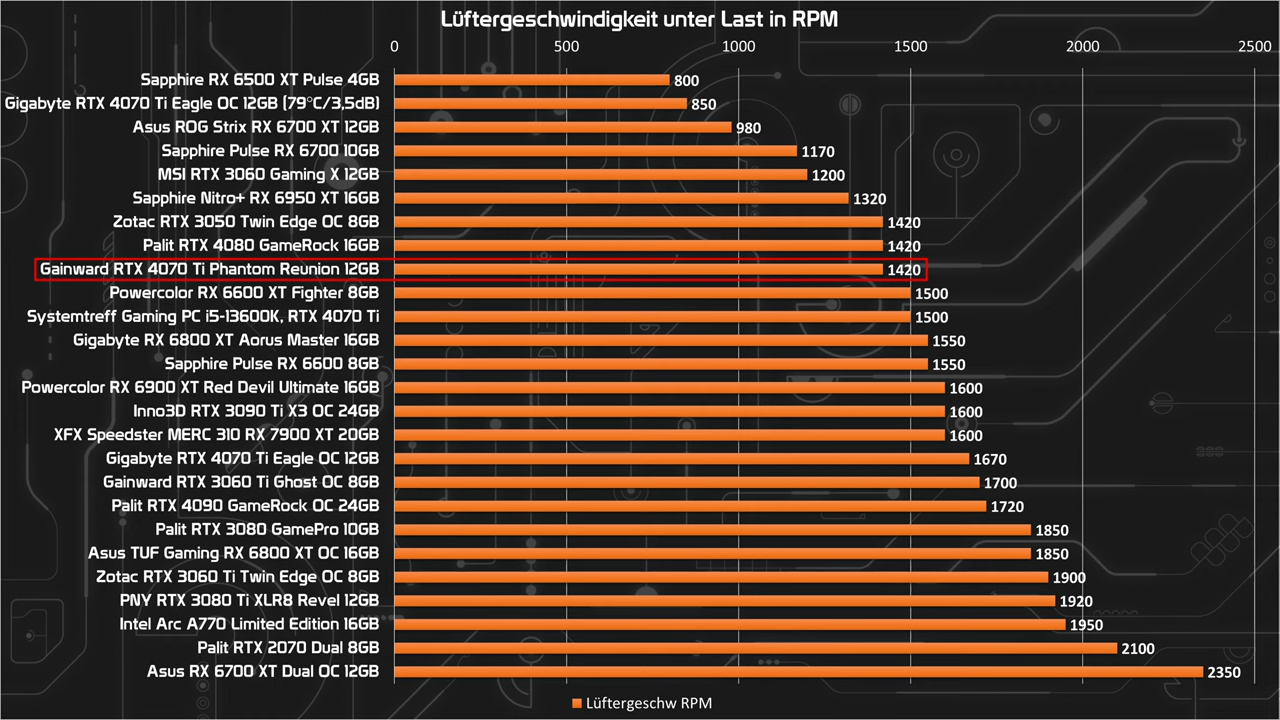 Lüftergeschwindigkeit unter Last in RPM
0 500 1000 1500 2000 2500
Sapphire RX 6500 XT Pulse 4GB 800
Gigabyte RTX 4070 Ti Eagle OC 12GB (79°C/3,5dB) 850
Asus ROG Strix RX 6700 XT 12GB 980
Sapphire Pulse RX 6700 10GB 1170
MSI RTX 3060 Gaming X 12GB 1200
Sapphire Nitro+ RX 6950 XT 16GB 1320
Zotac RTX 3050 Twin Edge OC 8GB 1420
Palit RTX 4080 GameRock 16GB 1420
Gainward RTX 4070 Ti Phantom Reunion 12GB 1420
Powercolor RX 6600 XT Fighter 8GB 1500
Systemtreff Gaming PC i5-13600K, RTX 4070 Ti 1500
Gigabyte RX 6800 XT Aorus Master 16GB 1550
Sapphire Pulse RX 6600 8GB 1550
Powercolor RX 6900 XT Red Devil Ultimate 16GB 1600
Inno3D RTX 3090 Ti X3 OC 24GB 1600
XFX Speedster MERC 310 RX 7900 XT 20GB 1600
Gigabyte RTX 4070 Ti Eagle OC 12GB 1670
Gainward RTX 3060 Ti Ghost OC 8GB 1700
Palit RTX 4090 GameRock OC 24GB 1720
Palit RTX 3080 GamePro 10GB 1850
Asus TUF Gaming RX 6800 XT OC 16GB 1850
Zotac RTX 3060 Ti Twin Edge OC 8GB 1900
PNY RTX 3080 Ti XLR8 Revel 12GB 1920
Intel Arc A770 Limited Edition 16GB 1950
Palit RTX 2070 Dual 8GB 2100
Asus RX 6700 XT Dual OC 12GB 2350
Lüftergeschw RPM